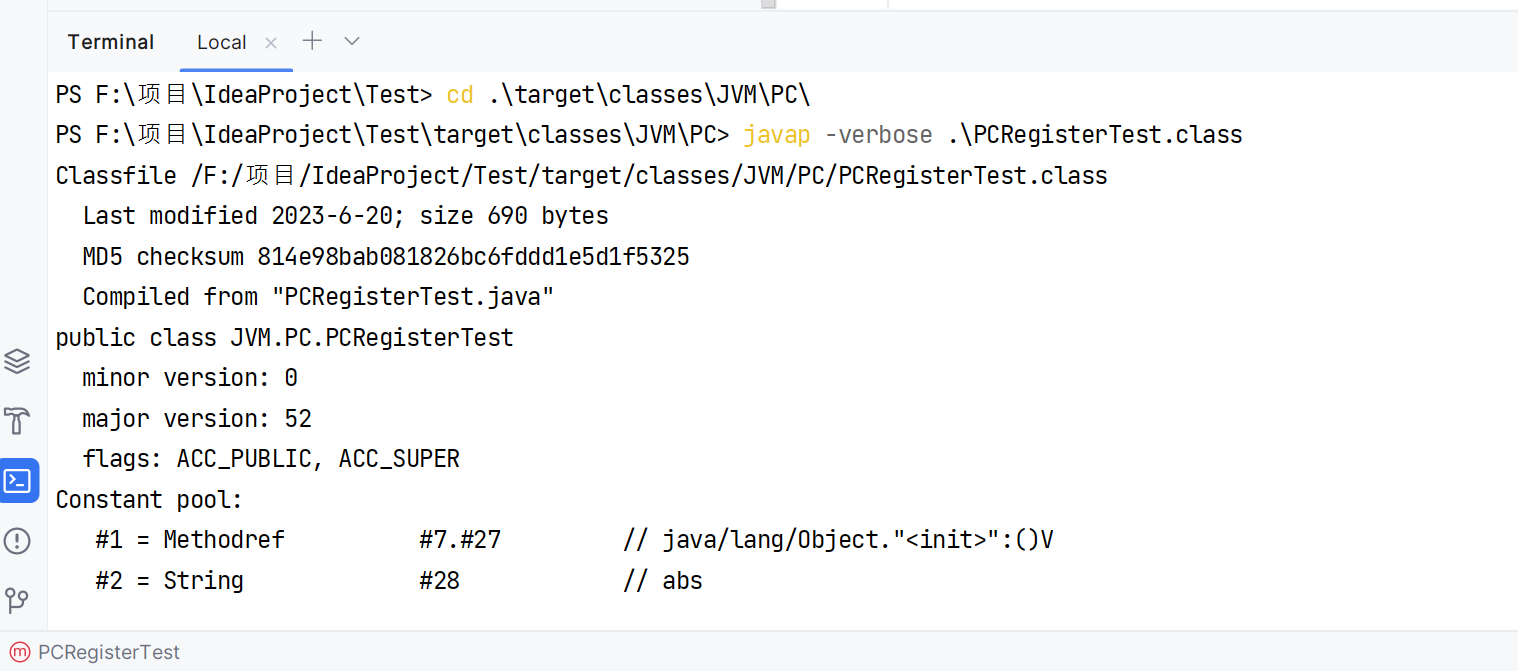 Terminal Local
PS F:\项目\IdeaProject\Test> cd .\target\classes\JVM\PC\
PS F:\项目\IdeaProject\Test\target\classes\JVM\PC> javap -verbose .\PCRegisterTest.class
Classfile /F:/项目/IdeaProject/Test/target/classes/JVM/PC/PCRegisterTest.class
  Last modified 2023-6-20; size 690 bytes
  MD5 checksum 814e98bab081826bc6fddd1e5d1f5325
  Compiled from "PCRegisterTest.java"
public class JVM.PC.PCRegisterTest
  minor version: 0
  major version: 52
  flags: ACC_PUBLIC, ACC_SUPER
Constant pool:
   #1 = Methodref          #7.#27         // java/lang/Object."<init>":()V
   #2 = String             #28            // abs
m PCRegisterTest